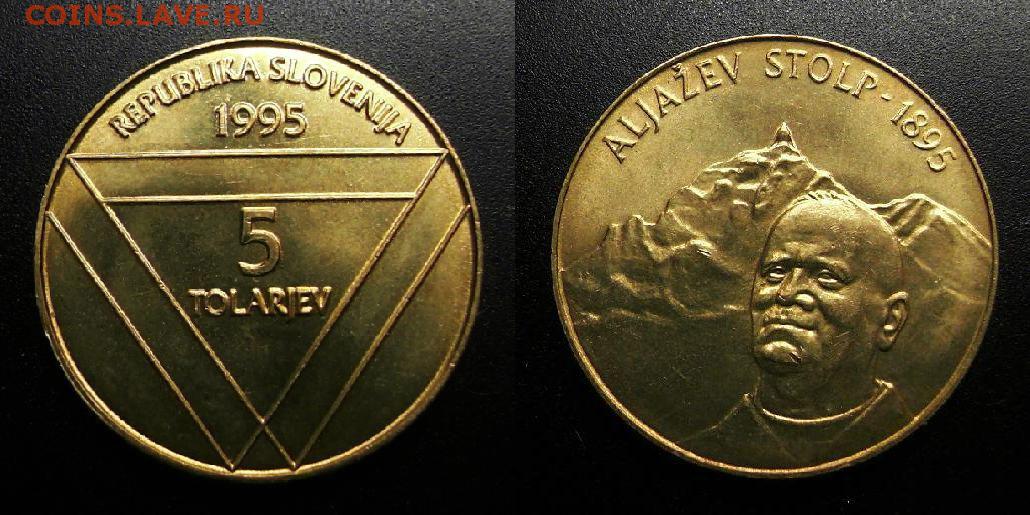 COINS.LAVE.RU
REPUBLIKA SLOVENIJA
1995
5
TOLARJEV
ALJAŽEV STOLP - 1895